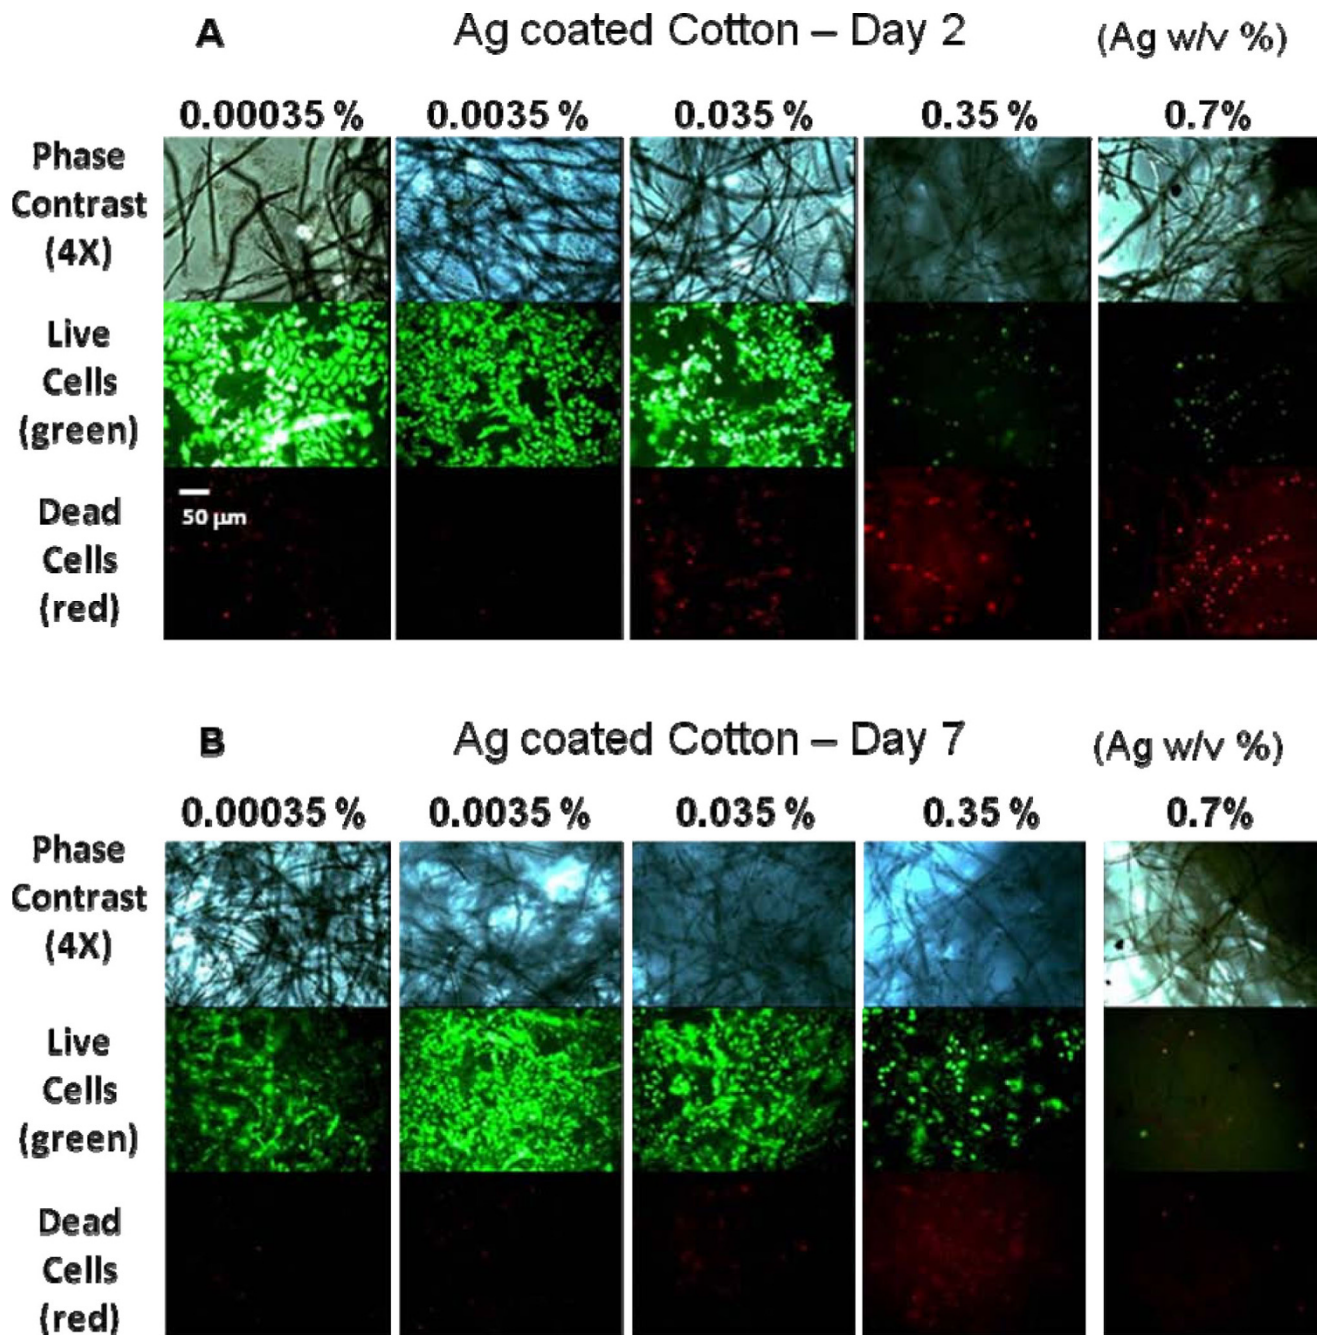 A Ag coated Cotton – Day 2 (Ag w/v %)
0.00035 % 0.0035 % 0.035 % 0.35 % 0.7%
Phase
Contrast
(4X)
Live
Cells
(green)
50 µm
Dead
Cells
(red)
B Ag coated Cotton – Day 7 (Ag w/v %)
0.00035 % 0.0035 % 0.035 % 0.35 % 0.7%
Phase
Contrast
(4X)
Live
Cells
(green)
Dead
Cells
(red)